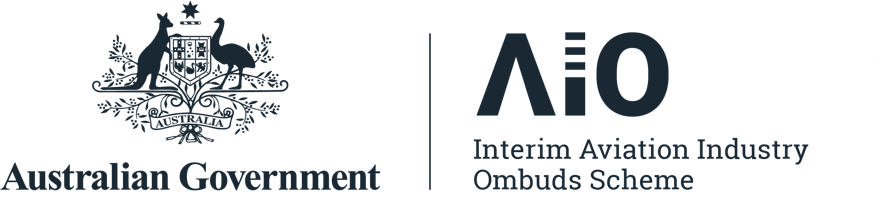 AUSTRALIA
Australian Government
AiO
Interim Aviation Industry
Ombuds Scheme